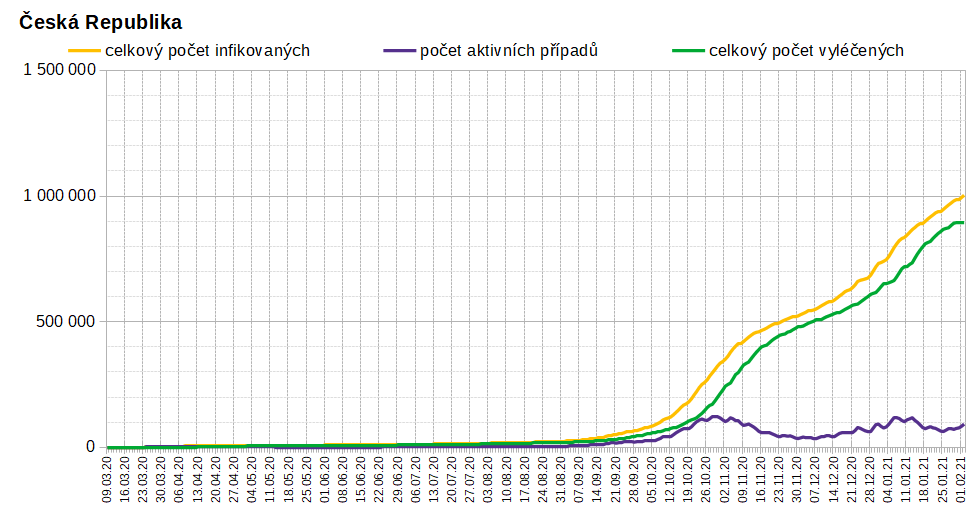 Česká Republika
celkový počet infikovaných počet aktivních případů celkový počet vyléčených
1 500 000
1 000 000
500 000
0
09.03.20 16.03.20 23.03.20 30.03.20 06.04.20 13.04.20 20.04.20 27.04.20 04.05.20 11.05.20 18.05.20 25.05.20 01.06.20 08.06.20 15.06.20 22.06.20 29.06.20 06.07.20 13.07.20 20.07.20 27.07.20 03.08.20 10.08.20 17.08.20 24.08.20 31.08.20 07.09.20 14.09.20 21.09.20 28.09.20 05.10.20 12.10.20 19.10.20 26.10.20 02.11.20 09.11.20 16.11.20 23.11.20 30.11.20 07.12.20 14.12.20 21.12.20 28.12.20 04.01.21 11.01.21 18.01.21 25.01.21 01.02.21